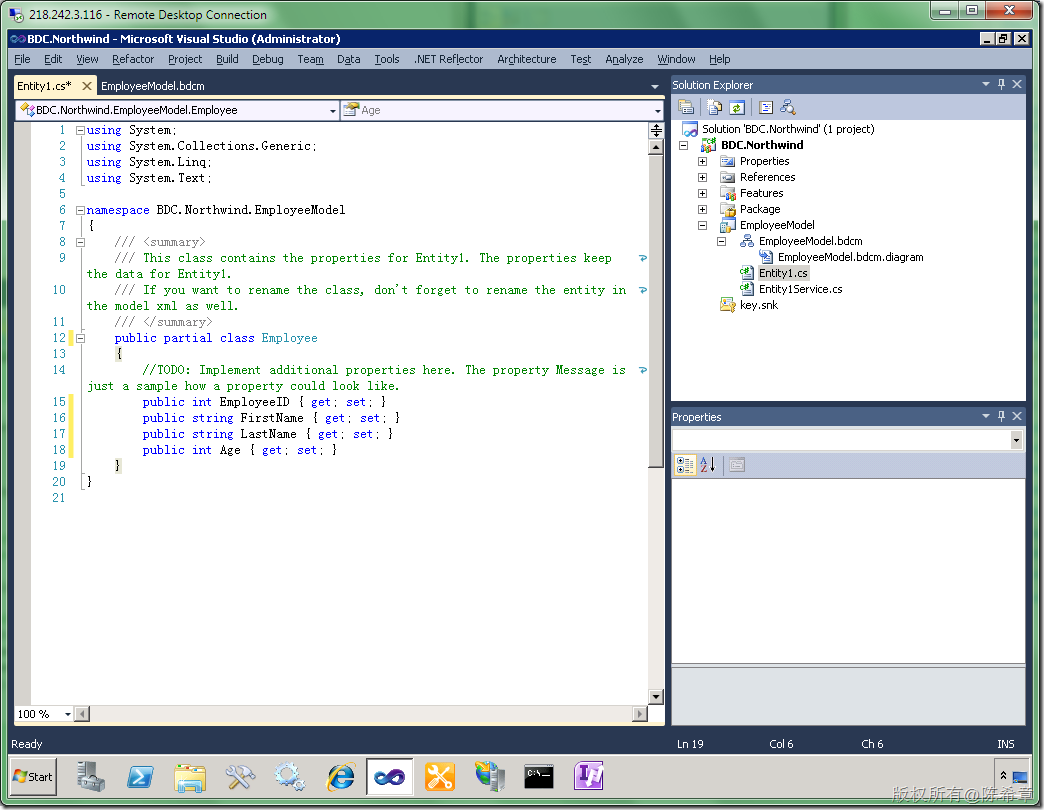 218.242.3.116 - Remote Desktop Connection
BDC.Northwind - Microsoft Visual Studio (Administrator)
File Edit View Refactor Project Build Debug Team Data Tools .NET Reflector Architecture Test Analyze Window Help
Entity1.cs* EmployeeModel.bdcm
BDC.Northwind.EmployeeModel.Employee Age
1 using System;
2 using System.Collections.Generic;
3 using System.Linq;
4 using System.Text;
5
6 namespace BDC.Northwind.EmployeeModel
7 {
8 /// <summary>
9 /// This class contains the properties for Entity1. The properties keep
the data for Entity1.
10 /// If you want to rename the class, don't forget to rename the entity in
the model xml as well.
11 /// </summary>
12 public partial class Employee
13 {
14 //TODO: Implement additional properties here. The property Message is
just a sample how a property could look like.
15 public int EmployeeID { get; set; }
16 public string FirstName { get; set; }
17 public string LastName { get; set; }
18 public int Age { get; set; }
19 }
20 }
21
100 %
Solution Explorer
Solution 'BDC.Northwind' (1 project)
BDC.Northwind
Properties
References
Features
Package
EmployeeModel
EmployeeModel.bdcm
EmployeeModel.bdcm.diagram
Entity1.cs
Entity1Service.cs
key.snk
Properties
Ready Ln 19 Col 6 Ch 6 INS
Start
版权所有@陈希章